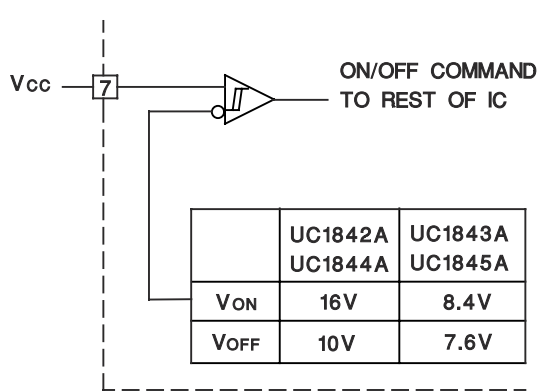 Vcc
7
ON/OFF COMMAND
TO REST OF IC
UC1842A UC1843A
UC1844A UC1845A
VON 16V 8.4V
VOFF 10V 7.6V